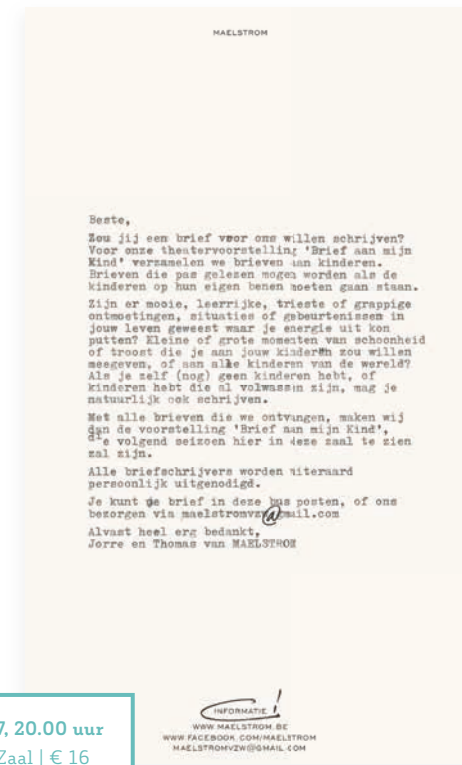 MAELSTROM
Beste,
Zou jij een brief voor ons willen schrijven?
Voor onze theatervoorstelling 'Brief aan mijn
Kind' verzamelen we brieven aan kinderen.
Brieven die pas gelezen mogen worden als de
kinderen op hun eigen benen moeten gaan staan.
Zijn er mooie, leerrijke, trieste of grappige
ontmoetingen, situaties of gebeurtenissen in
jouw leven geweest waar je energie uit kon
putten? Kleine of grote momenten van schoonheid
of troost die je aan jouw kinderen zou willen
meegeven, of aan alle kinderen van de wereld?
Als je zelf (nog) geen kinderen hebt, of
kinderen hebt die al volwassen zijn, mag je
natuurlijk ook schrijven.
Met alle brieven die we ontvangen, maken wij
dan de voorstelling 'Brief aan mijn Kind',
die volgend seizoen hier in deze zaal te zien
zal zijn.
Alle briefschrijvers worden uiteraard
persoonlijk uitgenodigd.
Je kunt de brief in deze bus posten, of ons
bezorgen via maelstromvzw@gmail.com
Alvast heel erg bedankt,
Jorre en Thomas van MAELSTROM
INFORMATIE !
WWW.MAELSTROM.BE
WWW.FACEBOOK.COM/MAELSTROM
MAELSTROMVZW@GMAIL.COM
7, 20.00 uur
Zaal | € 16